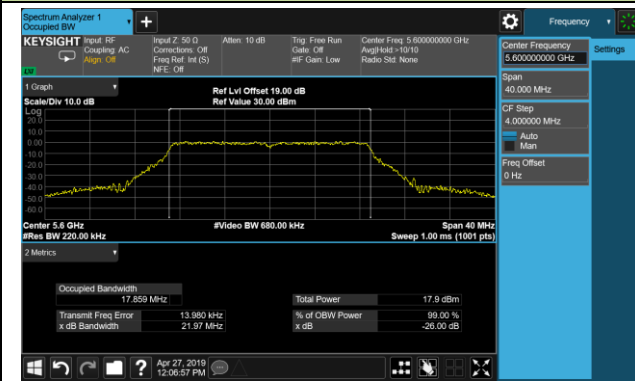 Spectrum Analyzer 1
Occupied BW
+
Frequency
KEYSIGHT Input: RF
Coupling: AC
Align: Off
Input Z: 50 Ω
Corrections: Off
Freq Ref: Int (S)
NFE: Off
Atten: 10 dB
Trig: Free Run
Gate: Off
#IF Gain: Low
Center Freq: 5.600000000 GHz
Avg|Hold:>10/10
Radio Std: None
Center Frequency
5.600000000 GHz
Settings
Span
40.000 MHz
CF Step
4.000000 MHz
Auto
Man
Freq Offset
0 Hz
1 Graph
Scale/Div 10.0 dB
Ref Lvl Offset 19.00 dB
Ref Value 30.00 dBm
Log
20.0
10.0
0.00
-10.0
-20.0
-30.0
-40.0
-50.0
-60.0
Center 5.6 GHz
#Res BW 220.00 kHz
#Video BW 680.00 kHz
Span 40 MHz
Sweep 1.00 ms (1001 pts)
2 Metrics
Occupied Bandwidth
17.859 MHz
Total Power 17.9 dBm
Transmit Freq Error 13.980 kHz
% of OBW Power 99.00 %
x dB Bandwidth 21.97 MHz
x dB -26.00 dB
?
Apr 27, 2019
12:06:57 PM